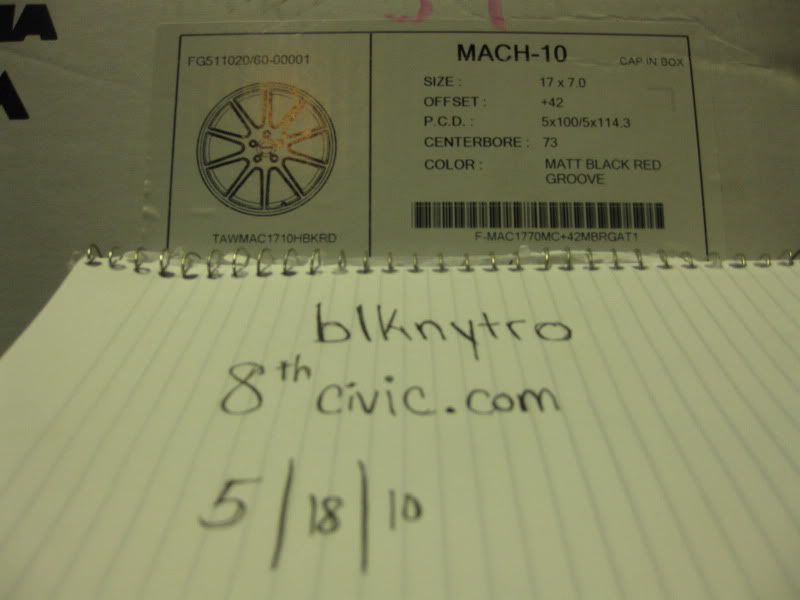 FG511020/60-00001
TAWMAC1710HBKRD
MACH-10
CAP IN BOX
SIZE : 17 x 7.0
OFFSET : +42
P.C.D. : 5x100/5x114.3
CENTERBORE : 73
COLOR : MATT BLACK RED
GROOVE
F-MAC1770MC+42MBRGAT1
blknytro
8th civic.com
5/18/10